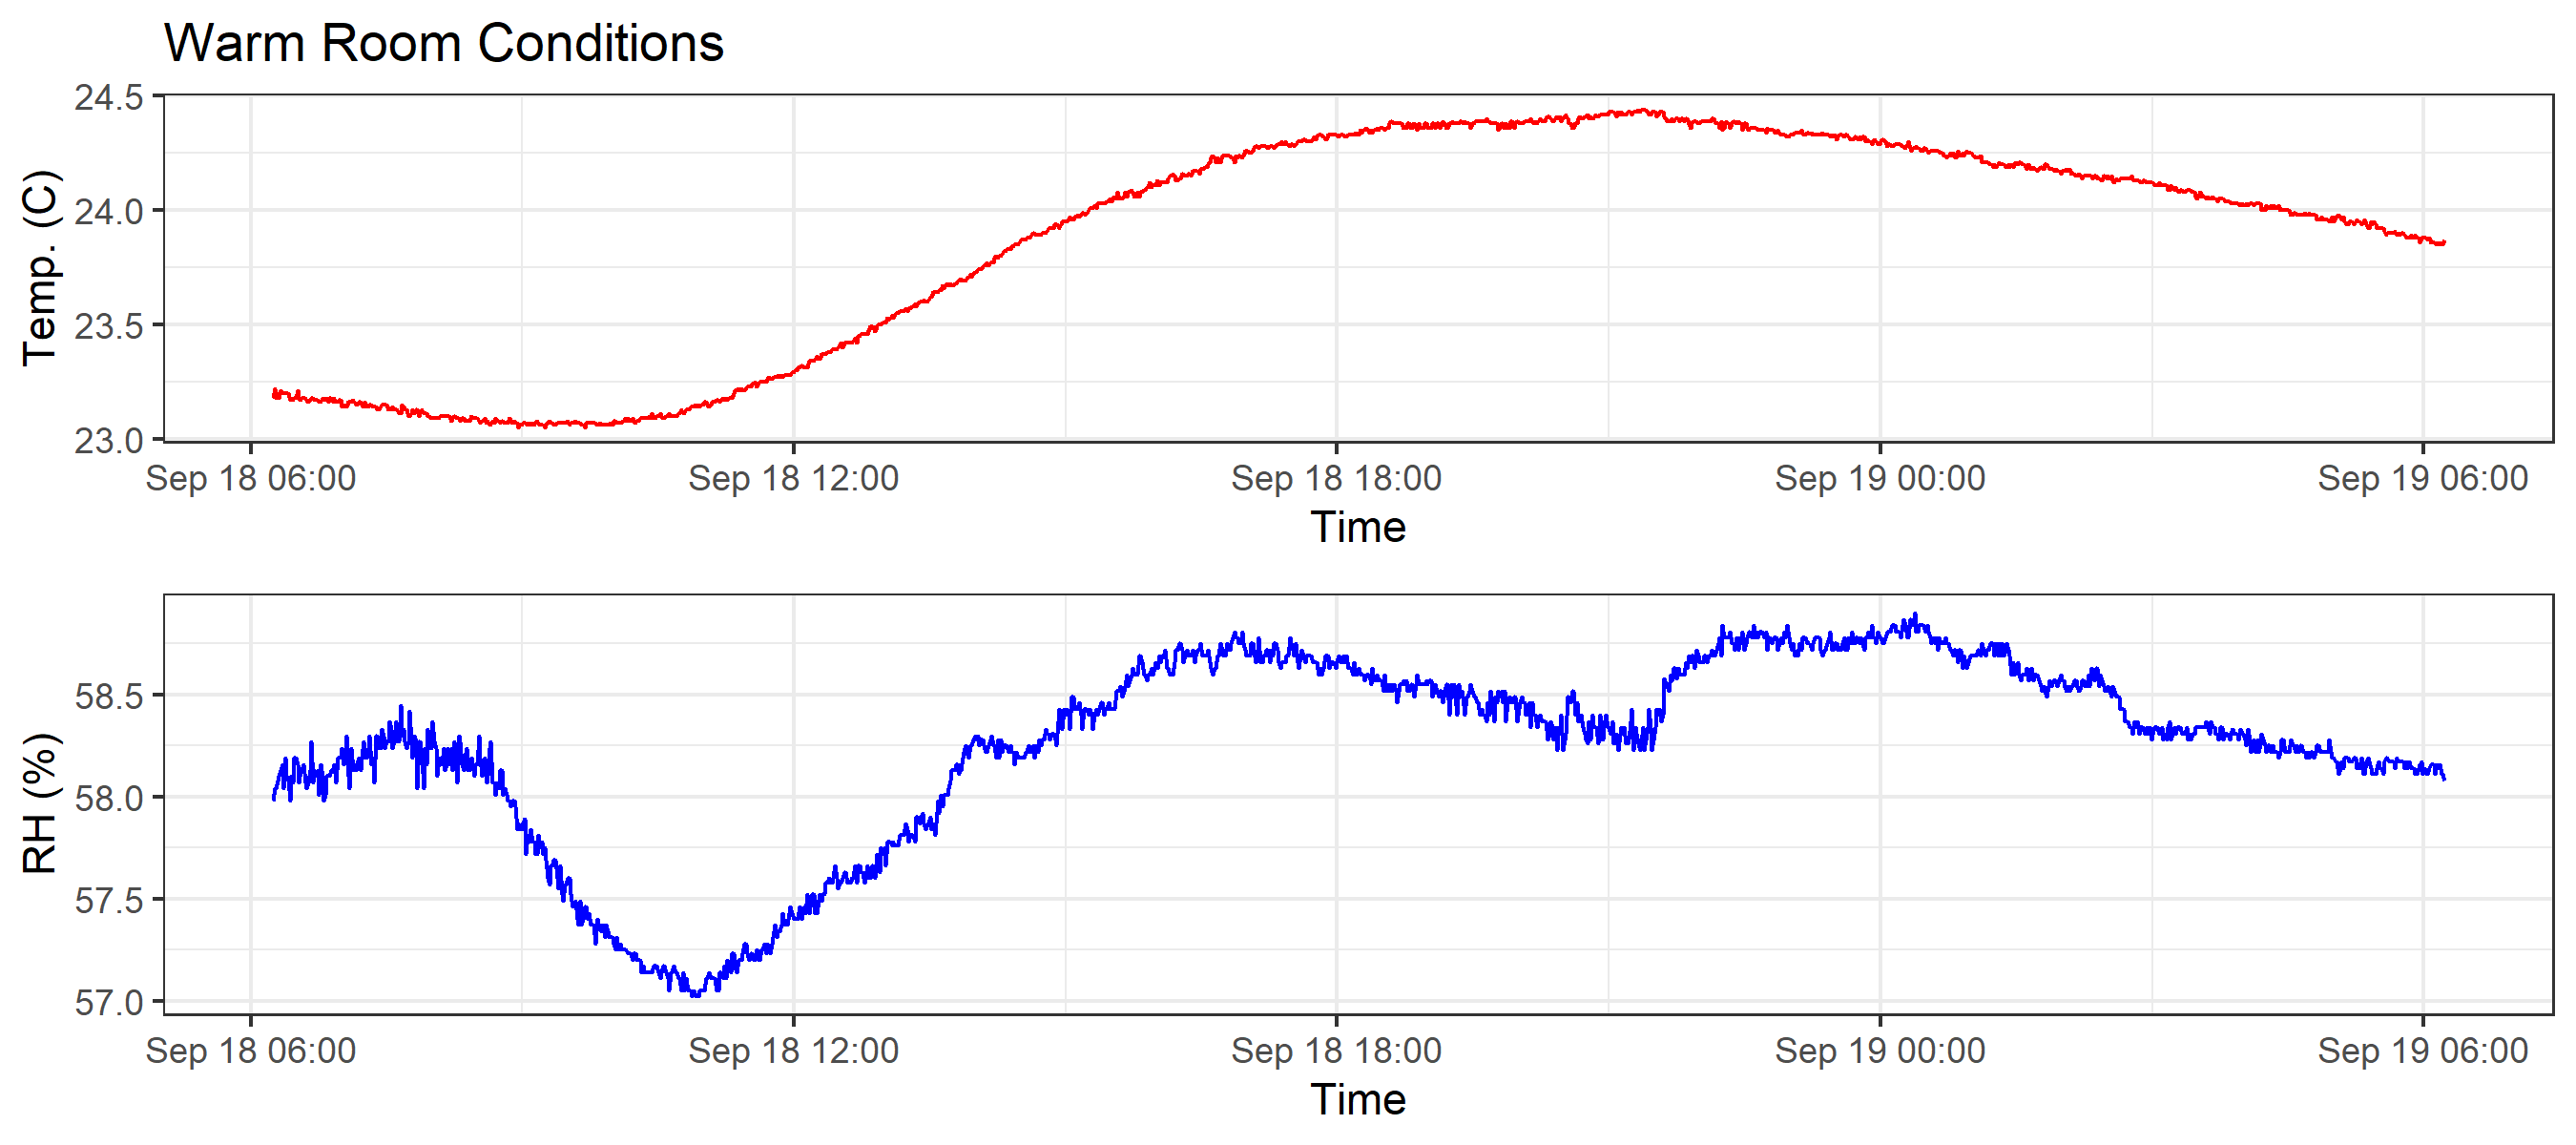 Warm Room Conditions
Temp. (C)
24.5
24.0
23.5
23.0
Sep 18 06:00 Sep 18 12:00 Sep 18 18:00 Sep 19 00:00 Sep 19 06:00
Time
RH (%)
58.5
58.0
57.5
57.0
Sep 18 06:00 Sep 18 12:00 Sep 18 18:00 Sep 19 00:00 Sep 19 06:00
Time